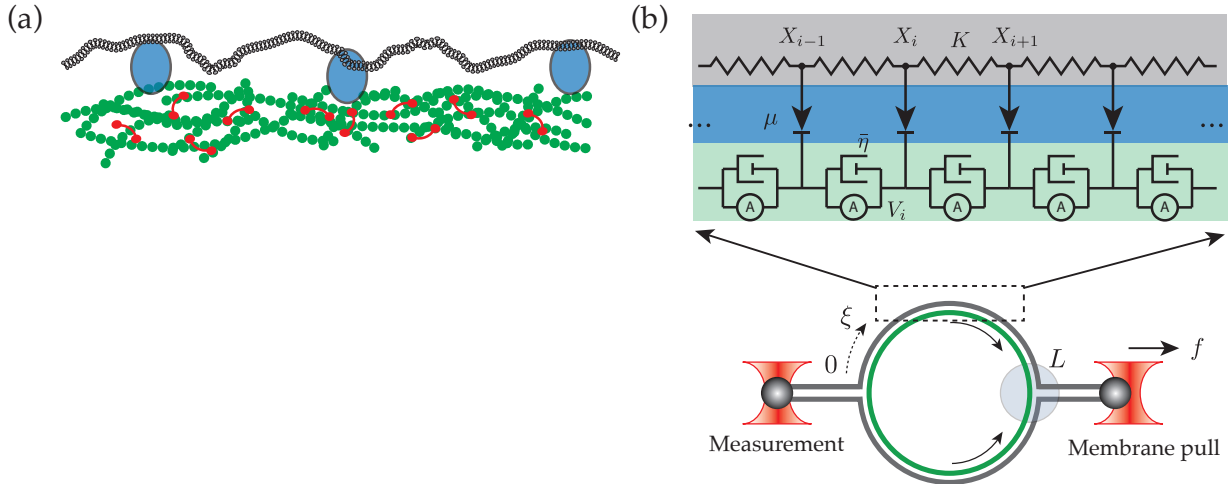 (a)
(b)
X_{i-1} X_i K X_{i+1}
... μ ...
η̄
A A A A A
V_i
ξ
0 L f
Measurement Membrane pull